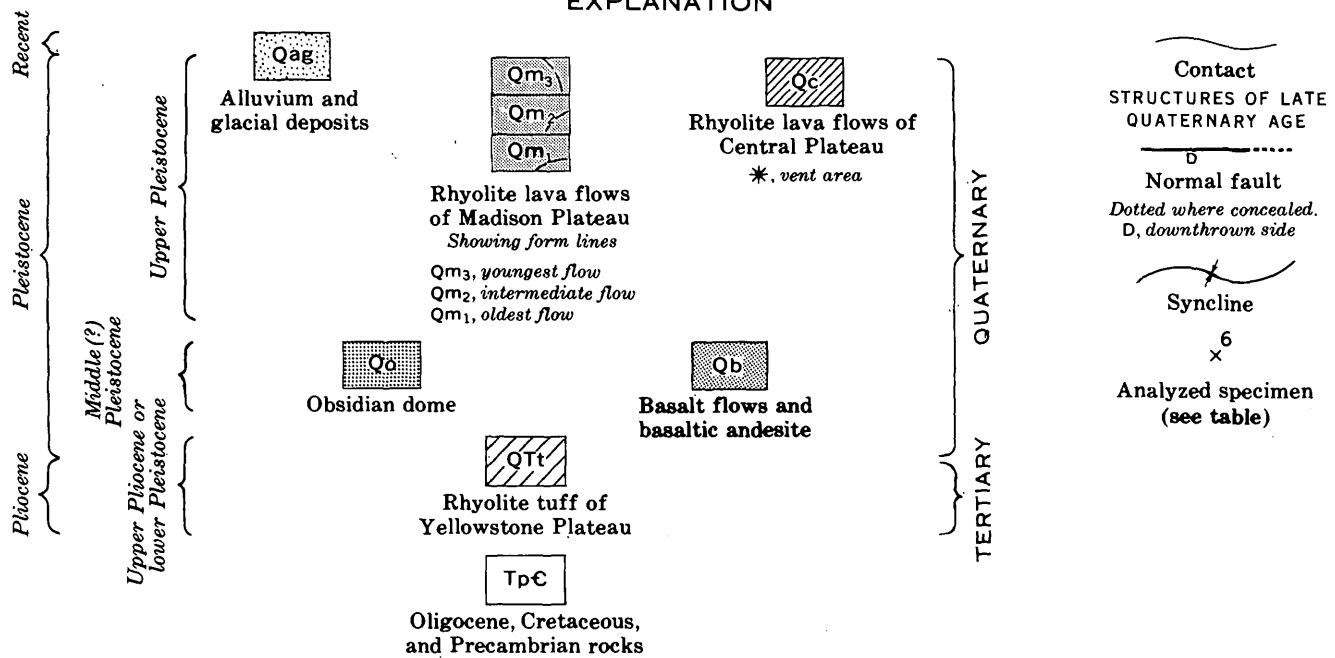 EXPLANATION
Recent
Pleistocene
Pliocene
Upper Pleistocene
Middle(?)
Pleistocene
Upper Pliocene or
lower Pleistocene
Qag
Alluvium and
glacial deposits
Qm3
Qm2
Qm1
Rhyolite lava flows
of Madison Plateau
Showing form lines
Qm3, youngest flow
Qm2, intermediate flow
Qm1, oldest flow
Qc
Rhyolite lava flows of
Central Plateau
✷, vent area
Qo
Obsidian dome
Qb
Basalt flows and
basaltic andesite
QTt
Rhyolite tuff of
Yellowstone Plateau
Tp€
Oligocene, Cretaceous,
and Precambrian rocks
QUATERNARY
TERTIARY
Contact
STRUCTURES OF LATE
QUATERNARY AGE
D
Normal fault
Dotted where concealed.
D, downthrown side
Syncline
×6
Analyzed specimen
(see table)